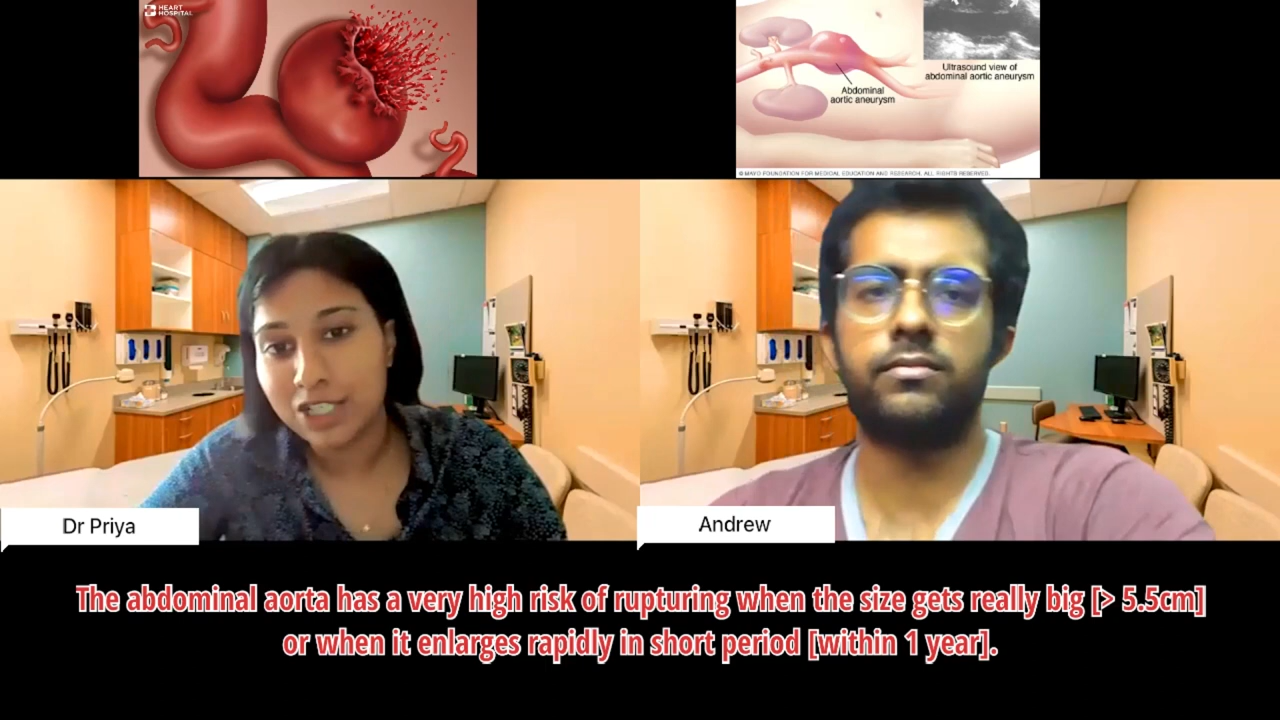 HEART
HOSPITAL
Ultrasound view of
abdominal aortic aneurysm
Abdominal
aortic aneurysm
© MAYO FOUNDATION FOR MEDICAL EDUCATION AND RESEARCH. ALL RIGHTS RESERVED.
Dr Priya
Andrew
The abdominal aorta has a very high risk of rupturing when the size gets really big [> 5.5cm]
or when it enlarges rapidly in short period [within 1 year].